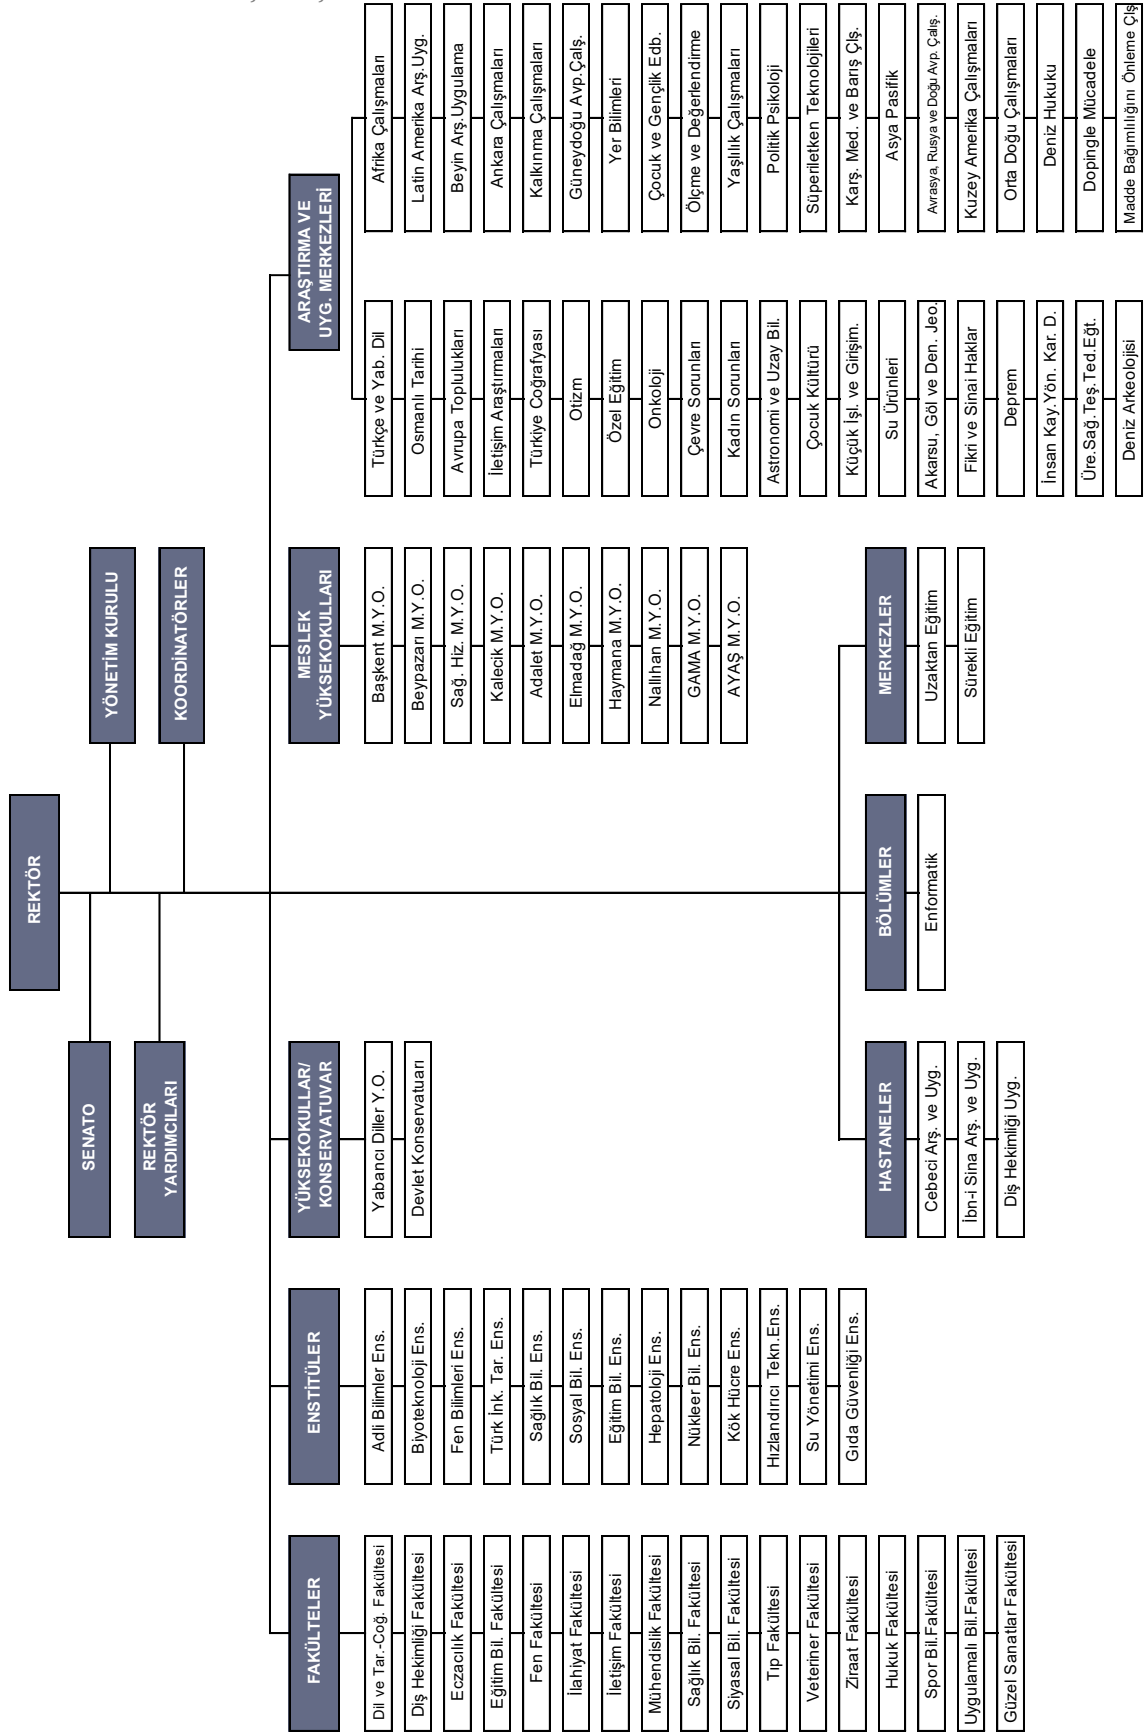 REKTÖR
SENATO
YÖNETİM KURULU
REKTÖR
YARDIMCILARI
KOORDİNATÖRLER
FAKÜLTELER
Dil ve Tar.-Coğ. Fakültesi
Diş Hekimliği Fakültesi
Eczacılık Fakültesi
Eğitim Bil. Fakültesi
Fen Fakültesi
İlahiyat Fakültesi
İletişim Fakültesi
Mühendislik Fakültesi
Sağlık Bil. Fakültesi
Siyasal Bil. Fakültesi
Tıp Fakültesi
Veteriner Fakültesi
Ziraat Fakültesi
Hukuk Fakültesi
Spor Bil.Fakültesi
Uygulamalı Bil.Fakültesi
Güzel Sanatlar Fakültesi
ENSTİTÜLER
Adli Bilimler Ens.
Biyoteknoloji Ens.
Fen Bilimleri Ens.
Türk İnk. Tar. Ens.
Sağlık Bil. Ens.
Sosyal Bil. Ens.
Eğitim Bil. Ens.
Hepatoloji Ens.
Nükleer Bil. Ens.
Kök Hücre Ens.
Hızlandırıcı Tekn.Ens.
Su Yönetimi Ens.
Gıda Güvenliği Ens.
YÜKSEKOKULLAR/
KONSERVATUVAR
Yabancı Diller Y.O.
Devlet Konservatuarı
MESLEK
YÜKSEKOKULLARI
Başkent M.Y.O.
Beypazarı M.Y.O.
Sağ. Hiz. M.Y.O.
Kalecik M.Y.O.
Adalet M.Y.O.
Elmadağ M.Y.O.
Haymana M.Y.O.
Nallıhan M.Y.O.
GAMA M.Y.O.
AYAŞ M.Y.O.
ARAŞTIRMA VE
UYG. MERKEZLERİ
Türkçe ve Yab. Dil
Osmanlı Tarihi
Avrupa Toplulukları
İletişim Araştırmaları
Türkiye Coğrafyası
Otizm
Özel Eğitim
Onkoloji
Çevre Sorunları
Kadın Sorunları
Astronomi ve Uzay Bil.
Çocuk Kültürü
Küçük İşl. ve Girişim.
Su Ürünleri
Akarsu, Göl ve Den. Jeo.
Fikri ve Sinai Haklar
Deprem
İnsan Kay.Yön. Kar. D.
Üre.Sağ.Teş.Ted.Eğt.
Deniz Arkeolojisi
Afrika Çalışmaları
Latin Amerika Arş.Uyg.
Beyin Arş.Uygulama
Ankara Çalışmaları
Kalkınma Çalışmaları
Güneydoğu Avp.Çalş.
Yer Bilimleri
Çocuk ve Gençlik Edb.
Ölçme ve Değerlendirme
Yaşlılık Çalışmaları
Politik Psikoloji
Süperiletken Teknolojileri
Karş. Med. ve Barış Çlş.
Asya Pasifik
Avrasya, Rusya ve Doğu Avp. Çalış.
Kuzey Amerika Çalışmaları
Orta Doğu Çalışmaları
Deniz Hukuku
Dopingle Mücadele
Madde Bağımlılığını Önleme Çlş
HASTANELER
Cebeci Arş. ve Uyg.
İbn-i Sina Arş. ve Uyg.
Diş Hekimliği Uyg.
BÖLÜMLER
Enformatik
MERKEZLER
Uzaktan Eğitim
Sürekli Eğitim